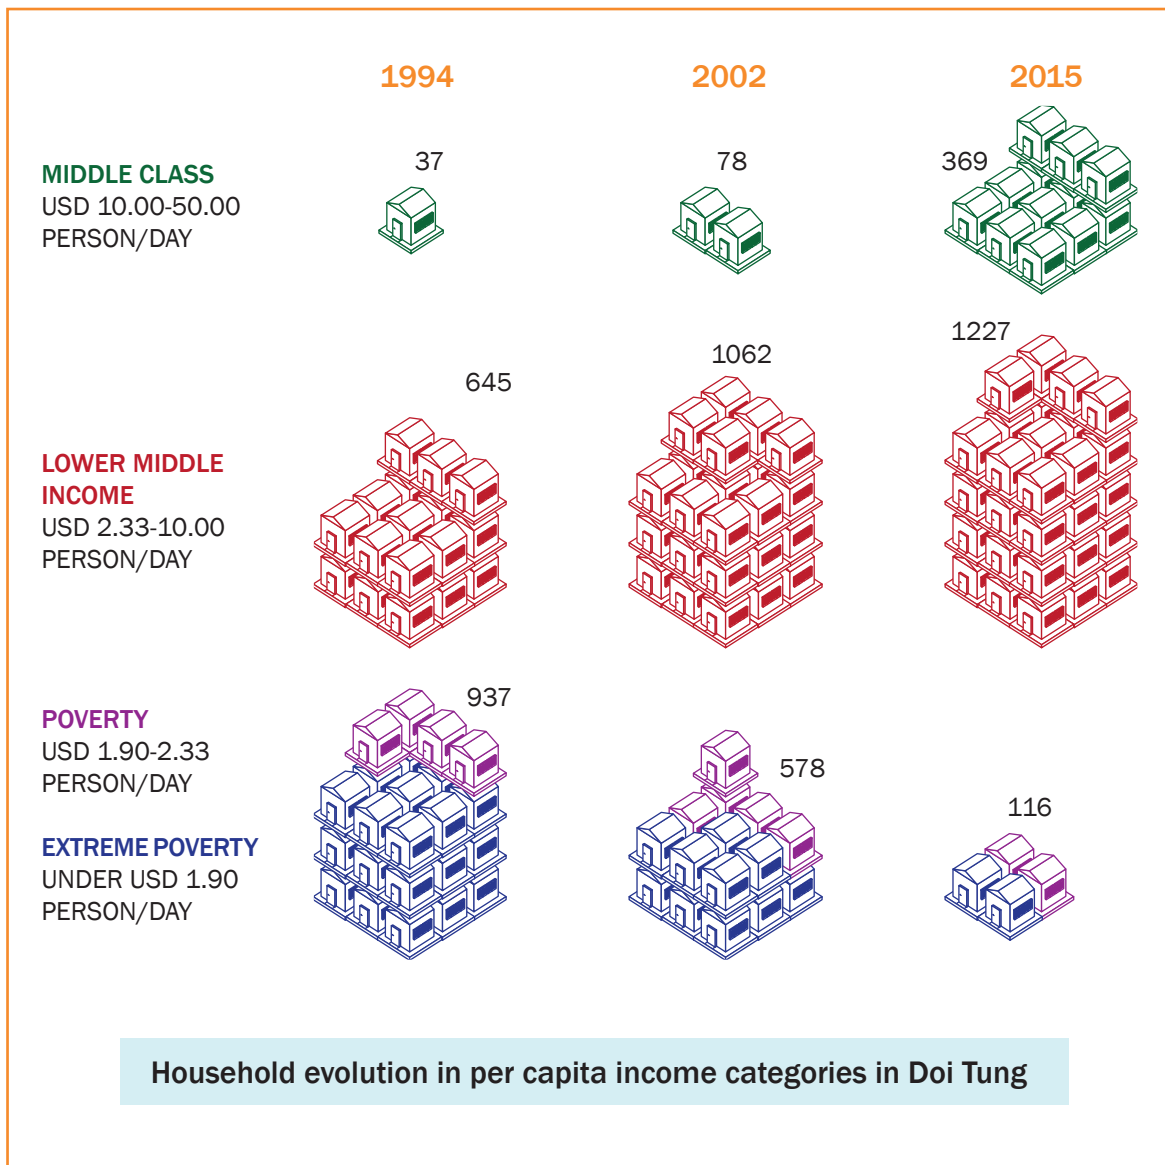 1994 2002 2015
MIDDLE CLASS
USD 10.00-50.00
PERSON/DAY
37
78
369
LOWER MIDDLE
INCOME
USD 2.33-10.00
PERSON/DAY
645
1062
1227
POVERTY
USD 1.90-2.33
PERSON/DAY
EXTREME POVERTY
UNDER USD 1.90
PERSON/DAY
937
578
116
Household evolution in per capita income categories in Doi Tung